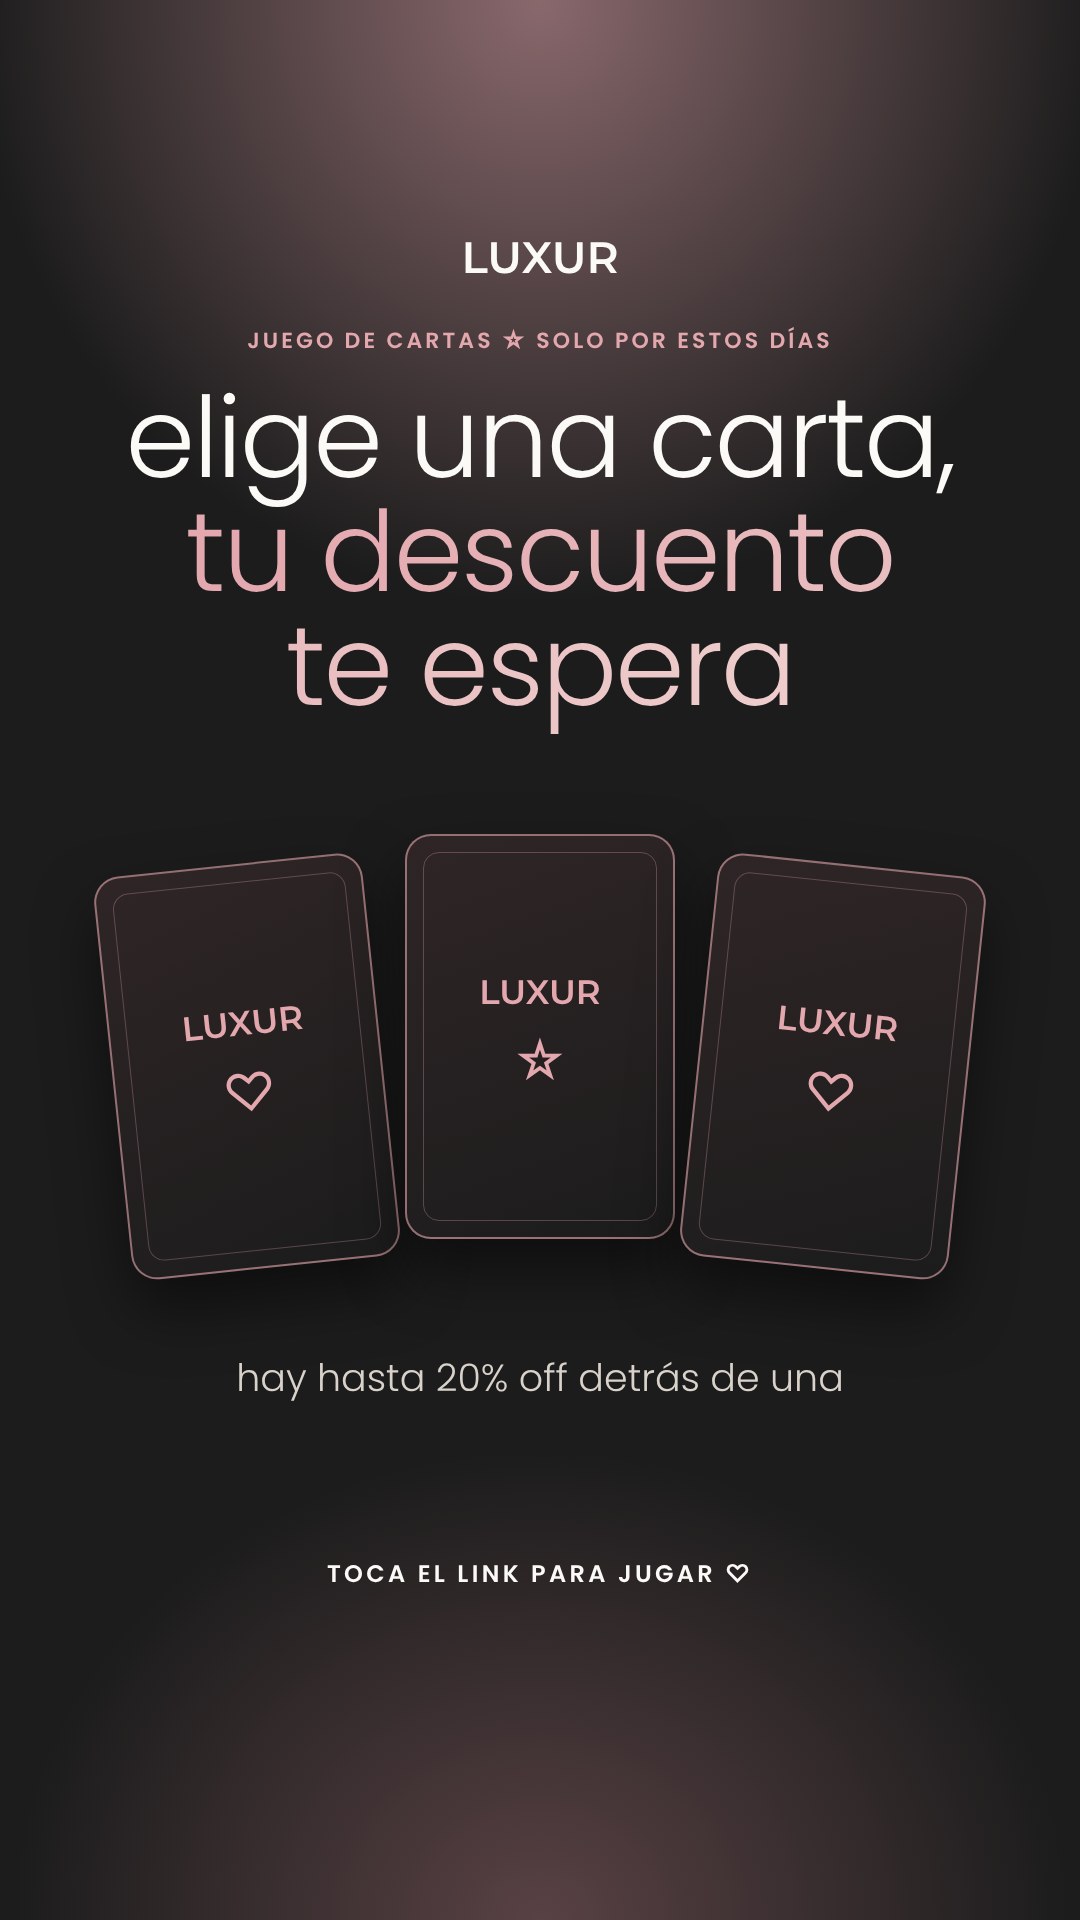 LUXUR
JUEGO DE CARTAS ☆ SOLO POR ESTOS DÍAS
elige una carta,
tu descuento
te espera
LUXUR
LUXUR
LUXUR
hay hasta 20% off detrás de una
TOCA EL LINK PARA JUGAR ♡